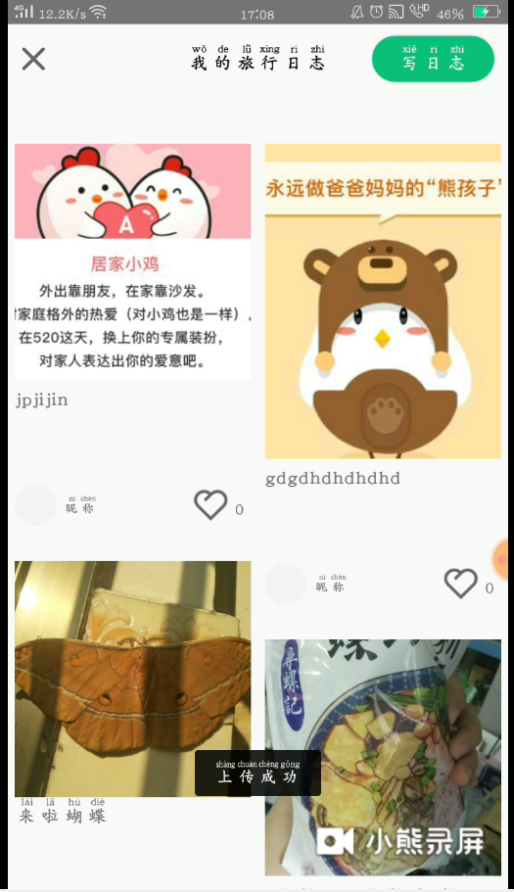 4G 12.2K/s 17:08 HD 46%
wǒ de lǚ xíng rì zhì
我的旅行日志
xiě rì zhì
写日志
A
居家小鸡
外出靠朋友，在家靠沙发。
家庭格外的热爱（对小鸡也是一样）。
在520这天，换上你的专属装扮，
对家人表达出你的爱意吧。
jpjijin
nì chēn
昵称
0
永远做爸爸妈妈的“熊孩子”
gdgdhdhdhdhd
nì chēn
昵称
0
lái lā hú dié
来啦蝴蝶
螺記
shàng chuán chéng gōng
上传成功
小熊录屏